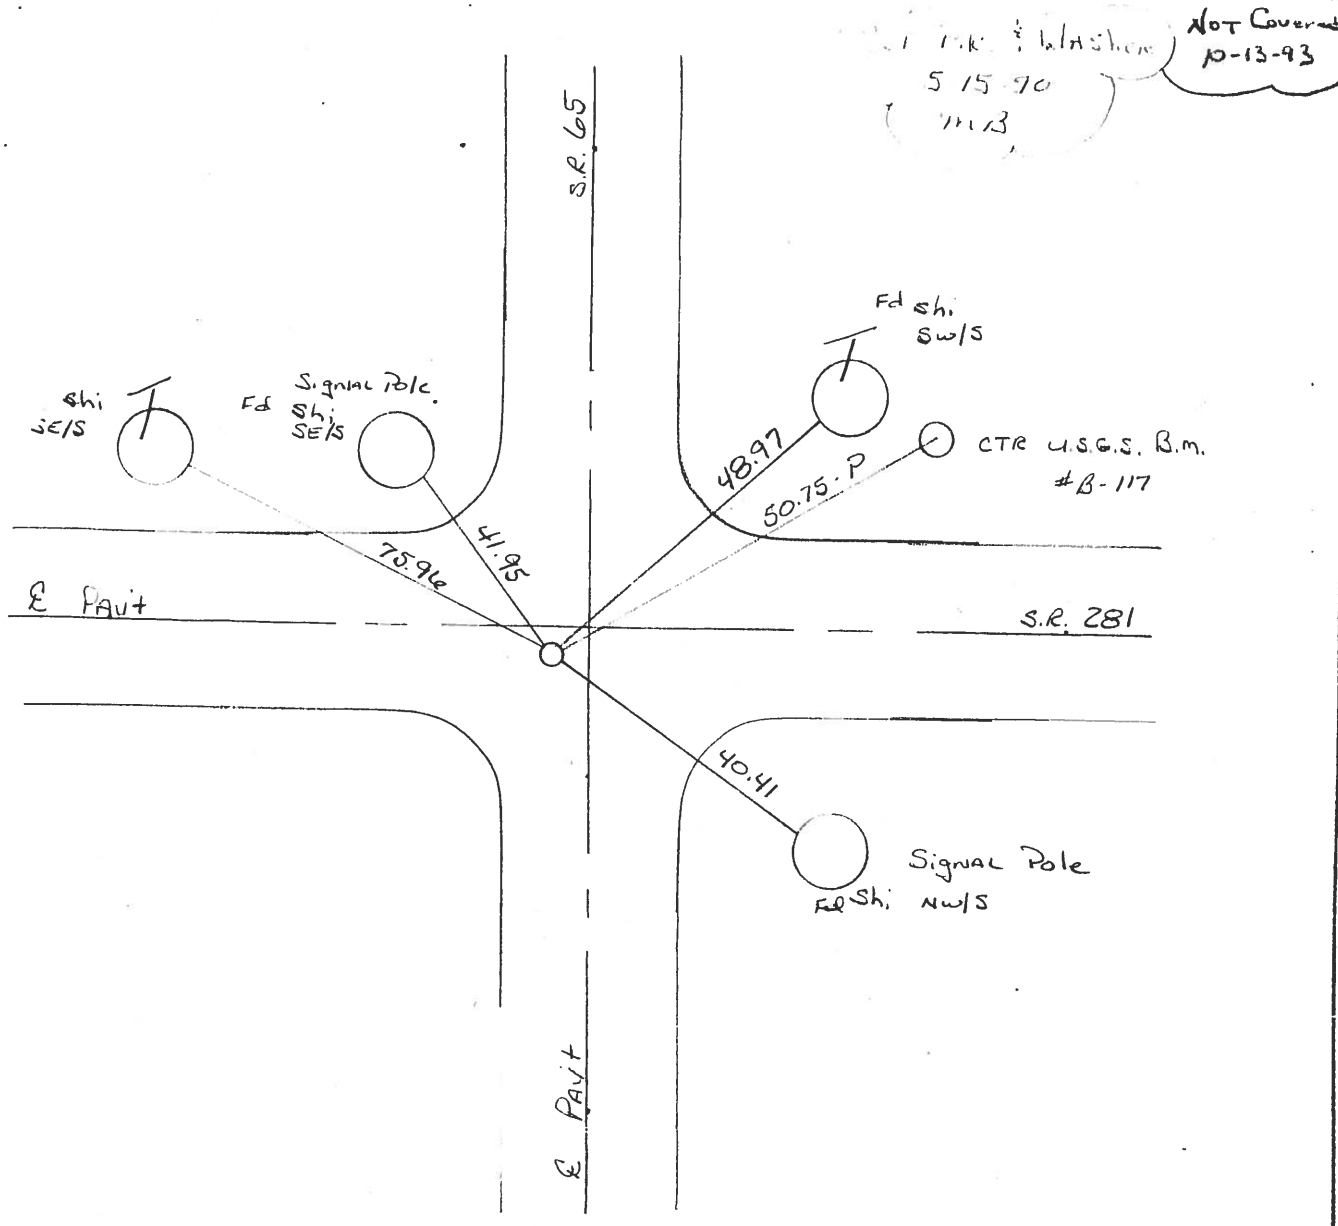 NOT Covered
10-13-93
5 15 90
MB
S.R. 65
Fd Shi
SW/S
Shi
SE/S
Signal Pole.
Fd Shi
SE/S
48.97
50.75 - P
CTR U.S.G.S. B.M.
#B-117
41.95
75.96
℄ PAV't
S.R. 281
40.41
SIGNAL Pole
Fd Shi NW/S
℄ PAV't